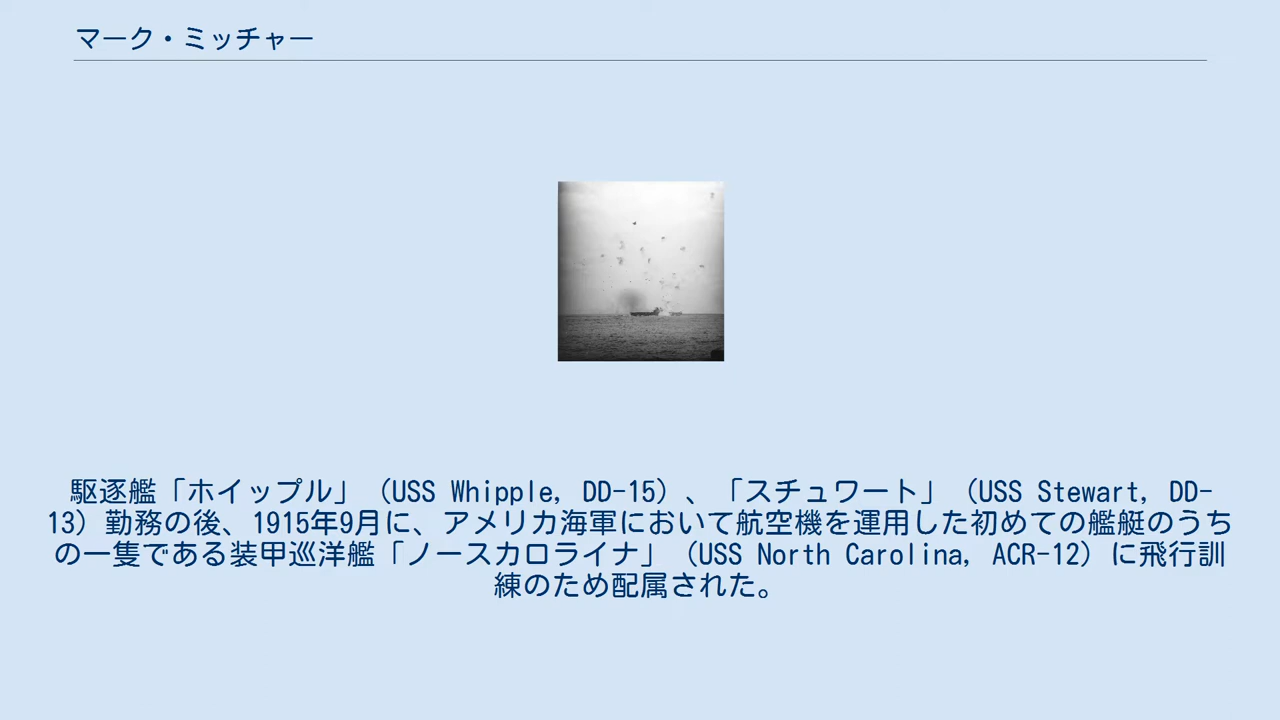 マーク・ミッチャー
駆逐艦「ホイップル」（USS Whipple, DD-15）、「スチュワート」（USS Stewart, DD-
13）勤務の後、1915年9月に、アメリカ海軍において航空機を運用した初めての艦艇のうち
の一隻である装甲巡洋艦「ノースカロライナ」（USS North Carolina, ACR-12）に飛行訓
練のため配属された。